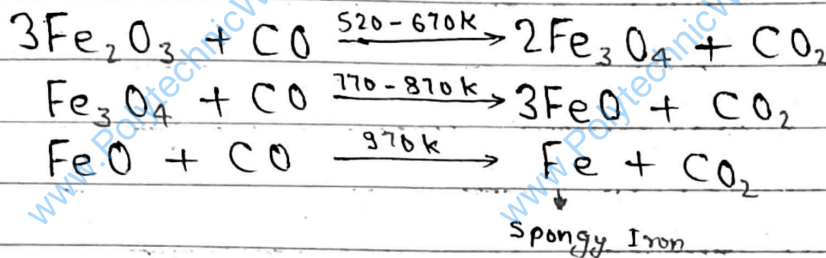 3Fe₂O₃ + CO 520-670K → 2Fe₃O₄ + CO₂
Fe₃O₄ + CO 770-870K → 3FeO + CO₂
FeO + CO 970K → Fe + CO₂
↓
Spongy Iron